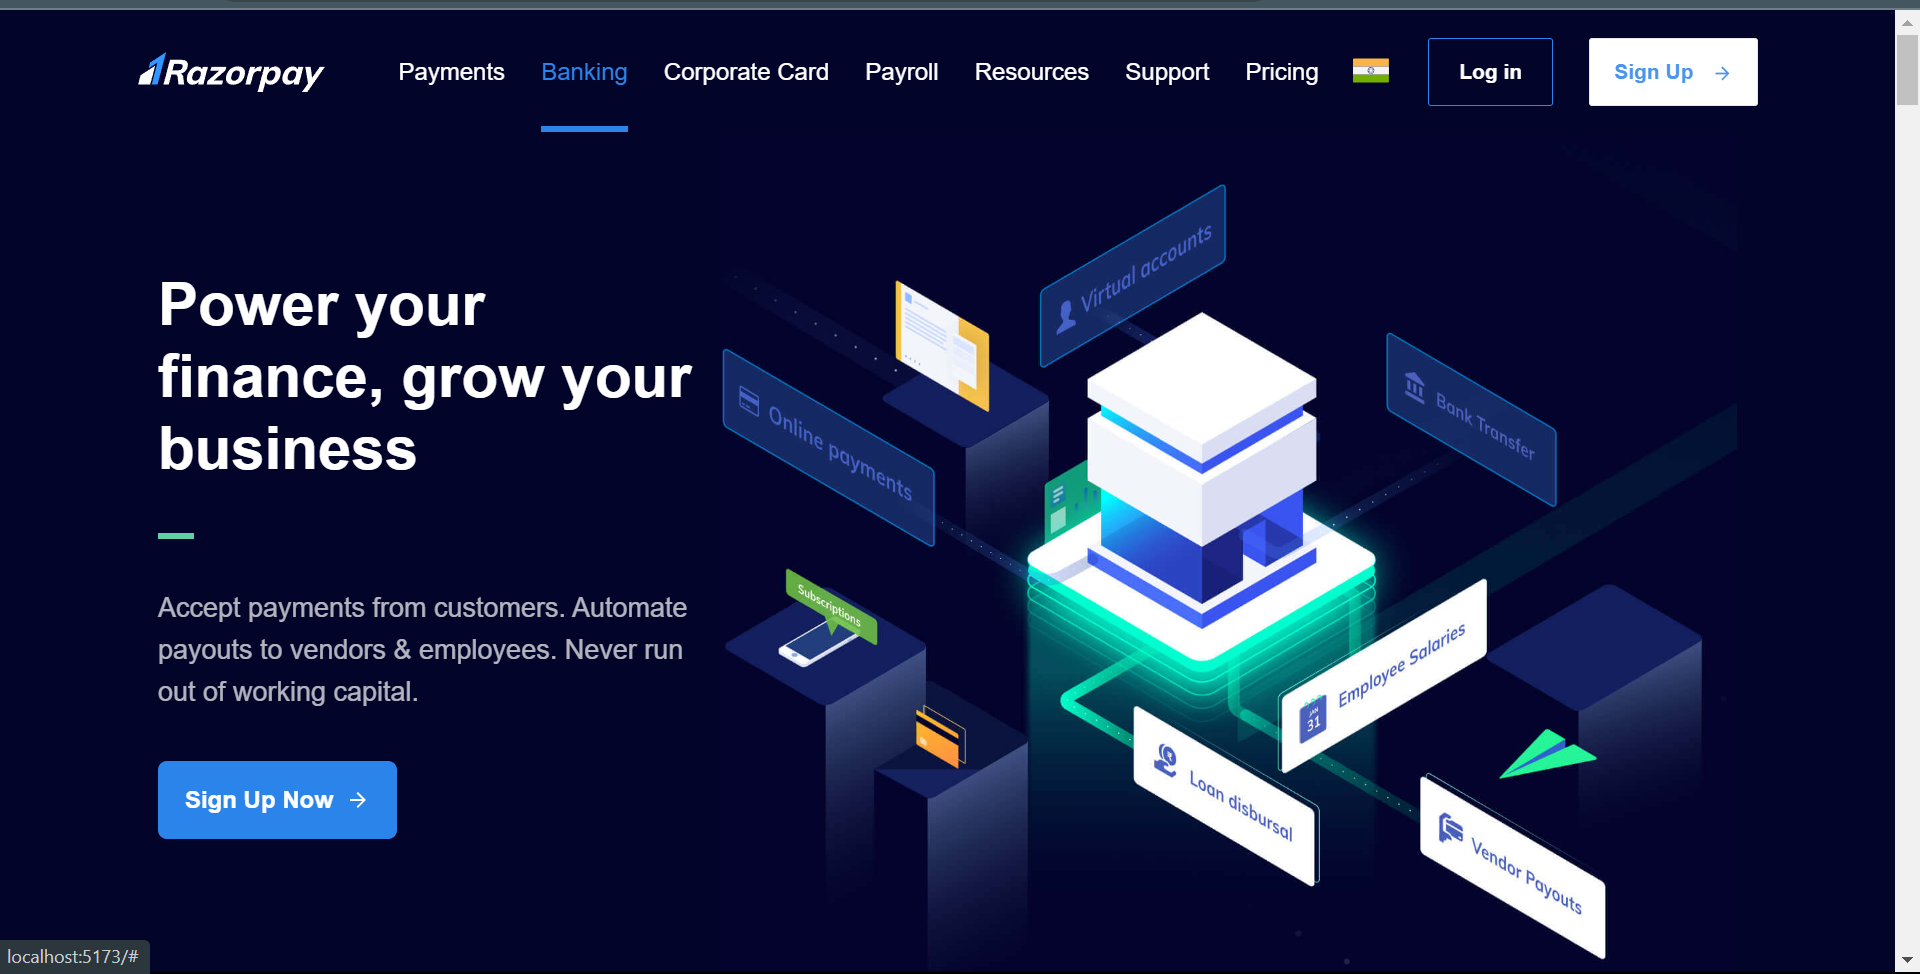 Razorpay
Payments
Banking
Corporate Card
Payroll
Resources
Support
Pricing
Log in
Sign Up
Power your
finance, grow your
business
Accept payments from customers. Automate
payouts to vendors & employees. Never run
out of working capital.
Sign Up Now
Virtual accounts
Online payments
Bank Transfer
Subscriptions
Employee Salaries
JAN
31
Loan disbursal
Vendor Payouts
localhost:5173/#